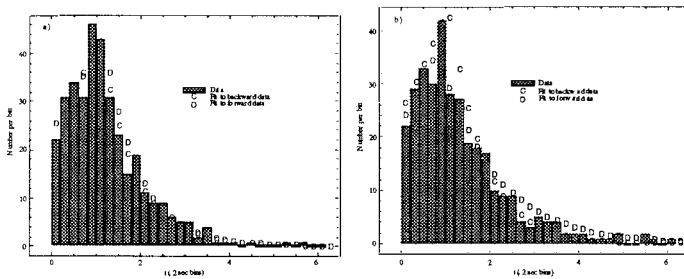 a)
Data
C Fit to backward data
D Fit to forward data
Number per bin
40
30
20
10
0
0 2 4 6
b)
Data
C Fit to backward data
D Fit to forward data
Number per bin
40
30
20
10
0
0 2 4 6